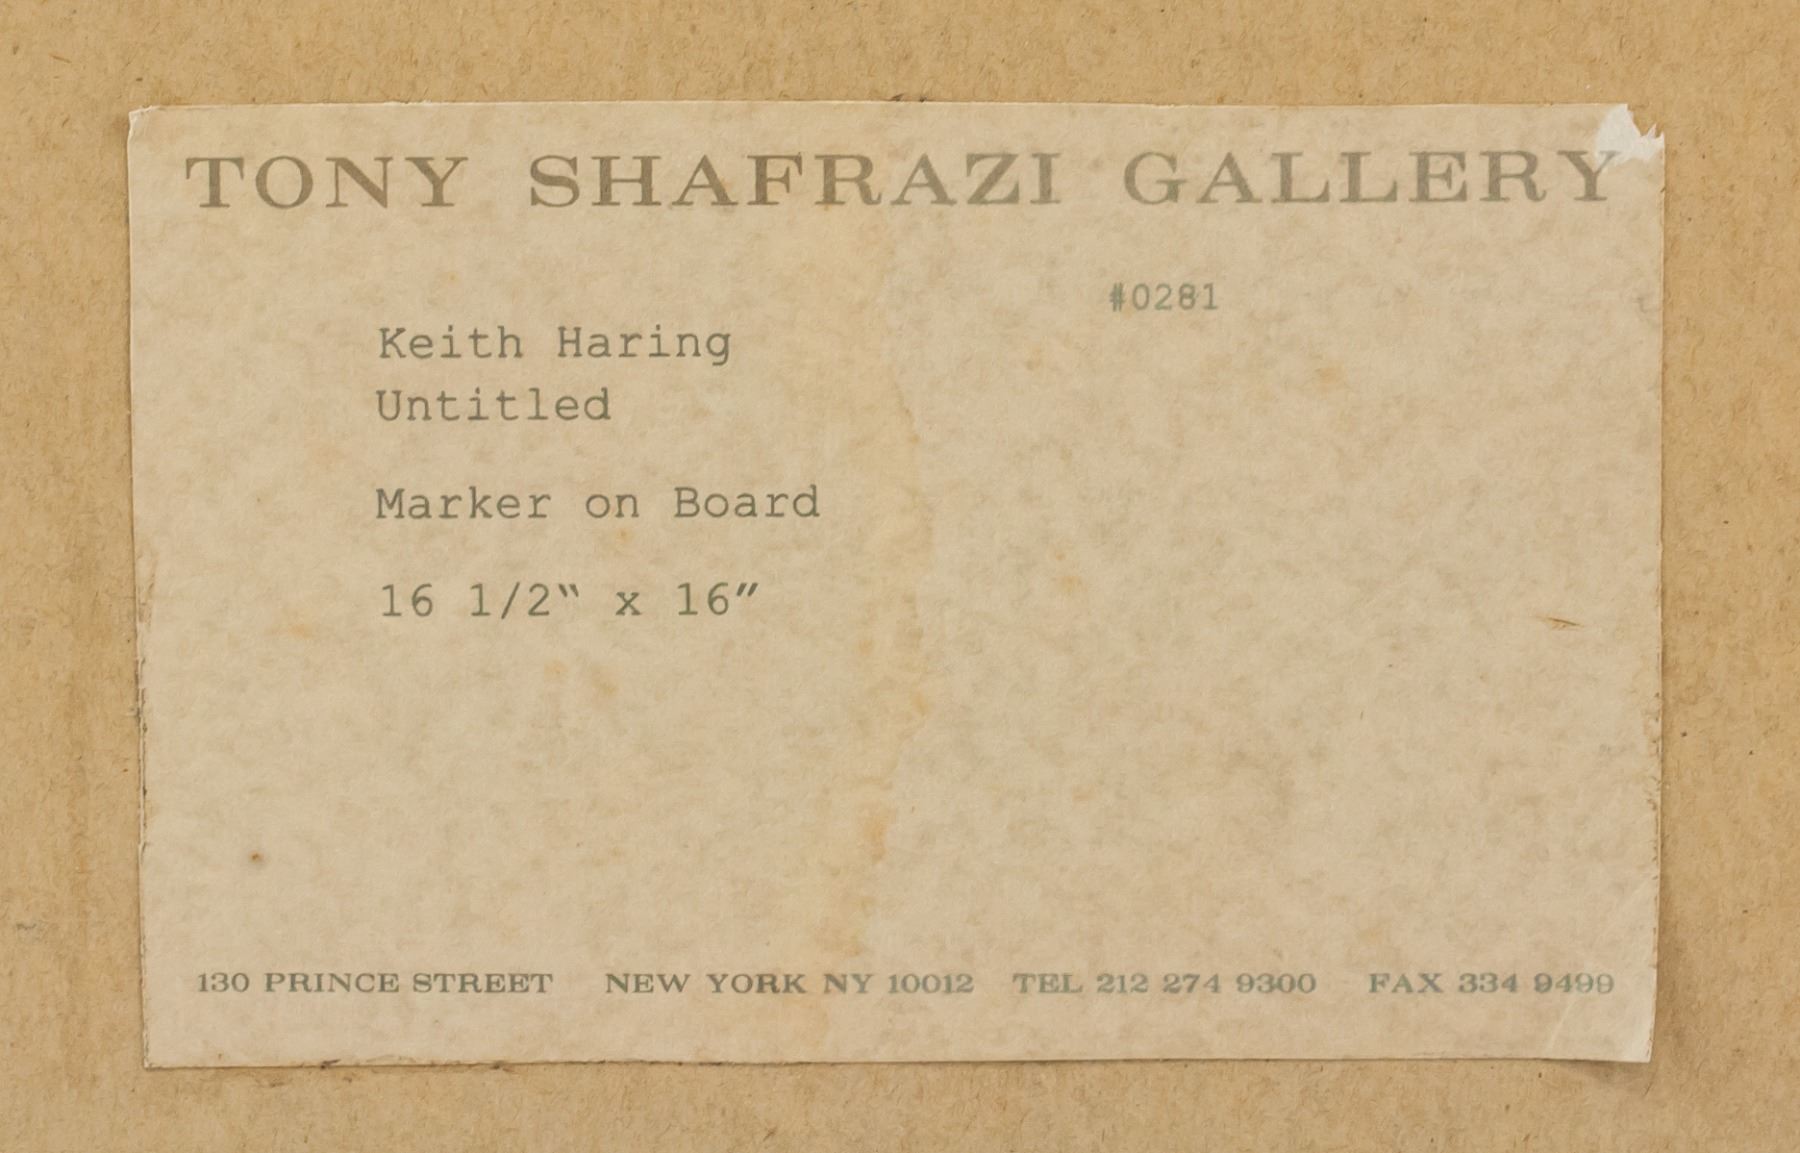 TONY SHAFRAZI GALLERY
#0281
Keith Haring
Untitled
Marker on Board
16 1/2‟ x 16”
130 PRINCE STREET NEW YORK NY 10012 TEL 212 274 9300 FAX 334 9499